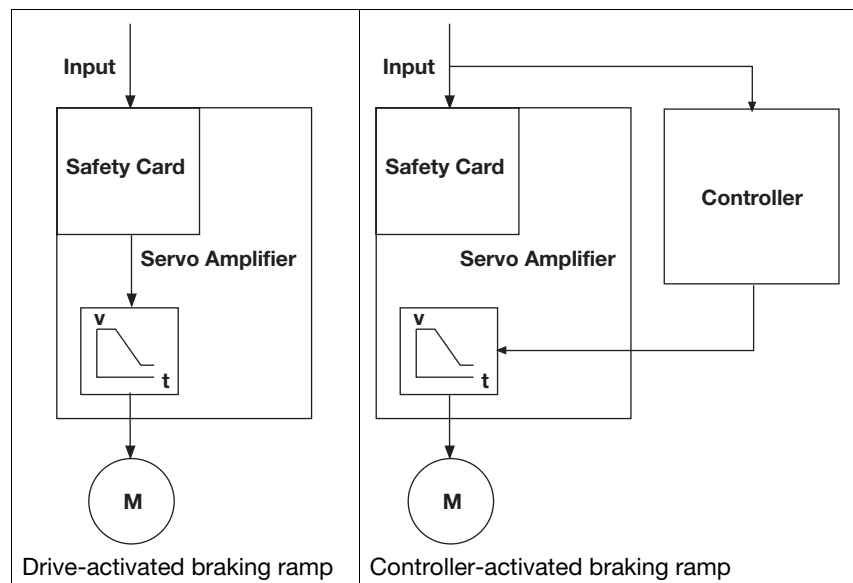 Input
Safety Card
Servo Amplifier
v
t
M
Drive-activated braking ramp
Input
Safety Card
Controller
Servo Amplifier
v
t
M
Controller-activated braking ramp